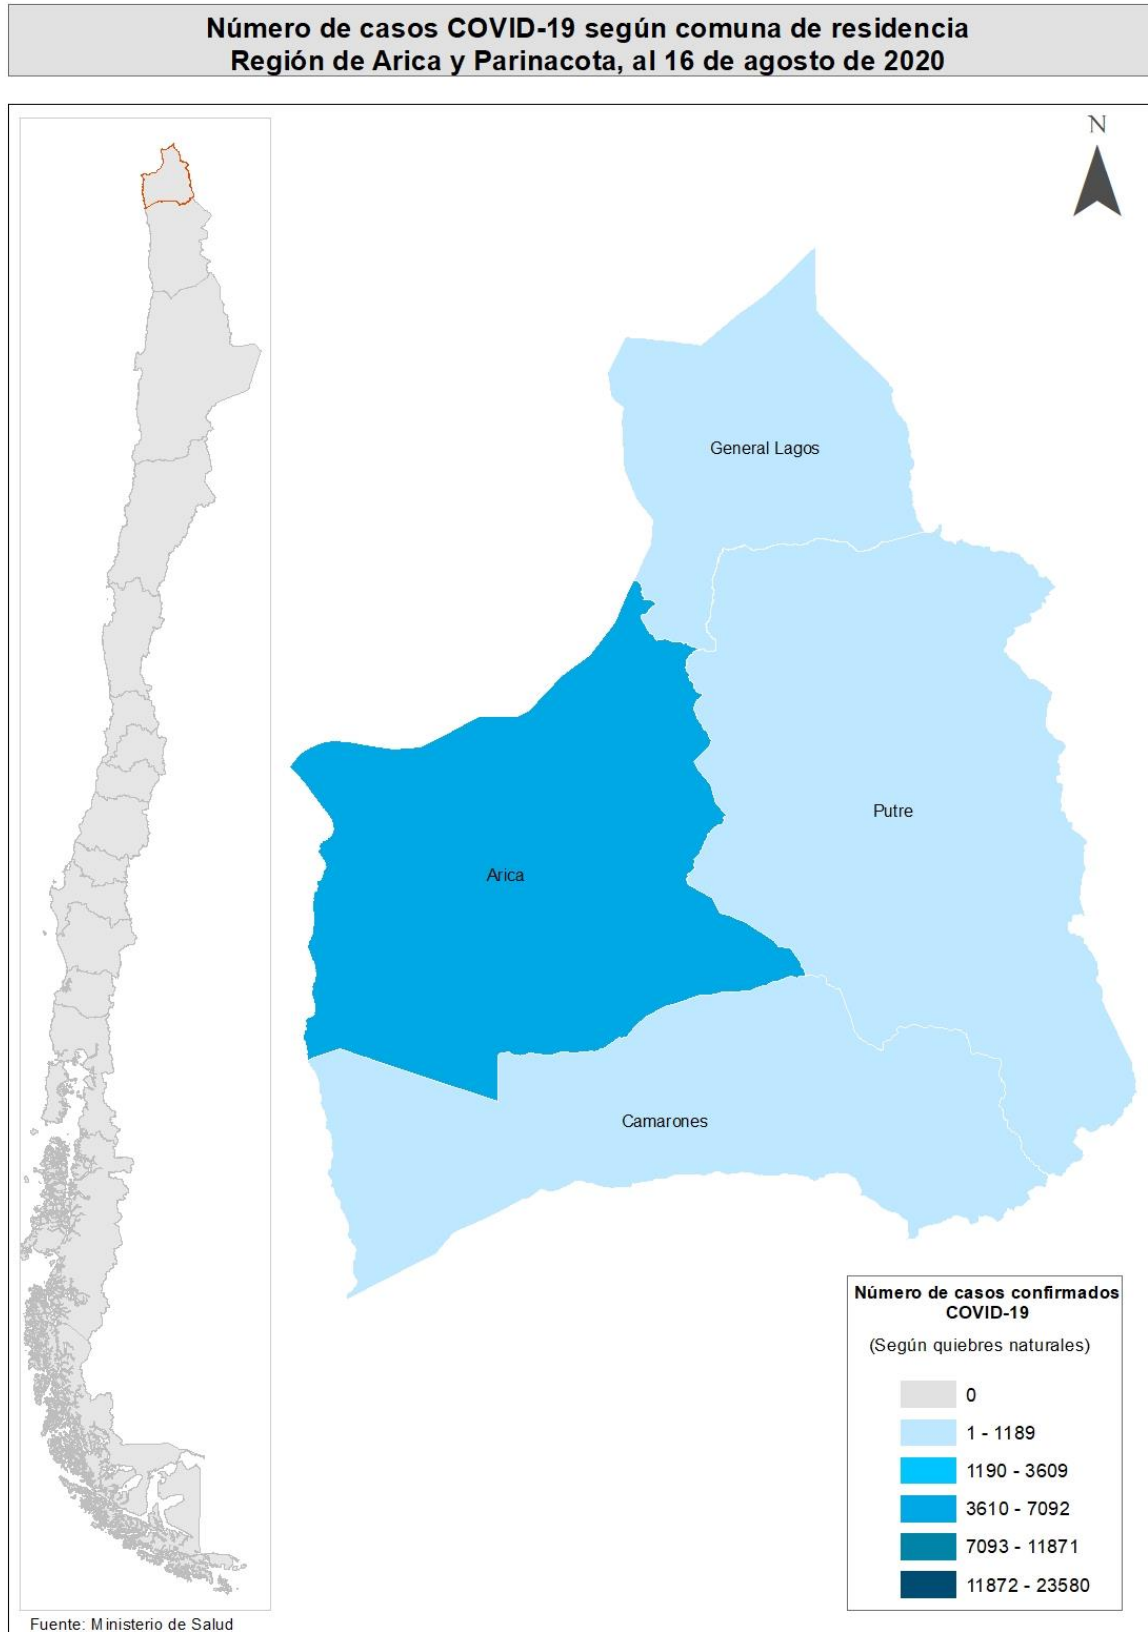 Número de casos COVID-19 según comuna de residencia
Región de Arica y Parinacota, al 16 de agosto de 2020
N
General Lagos
Putre
Arica
Camarones
Número de casos confirmados
COVID-19
(Según quiebres naturales)
0
1 - 1189
1190 - 3609
3610 - 7092
7093 - 11871
11872 - 23580
Fuente: Ministerio de Salud